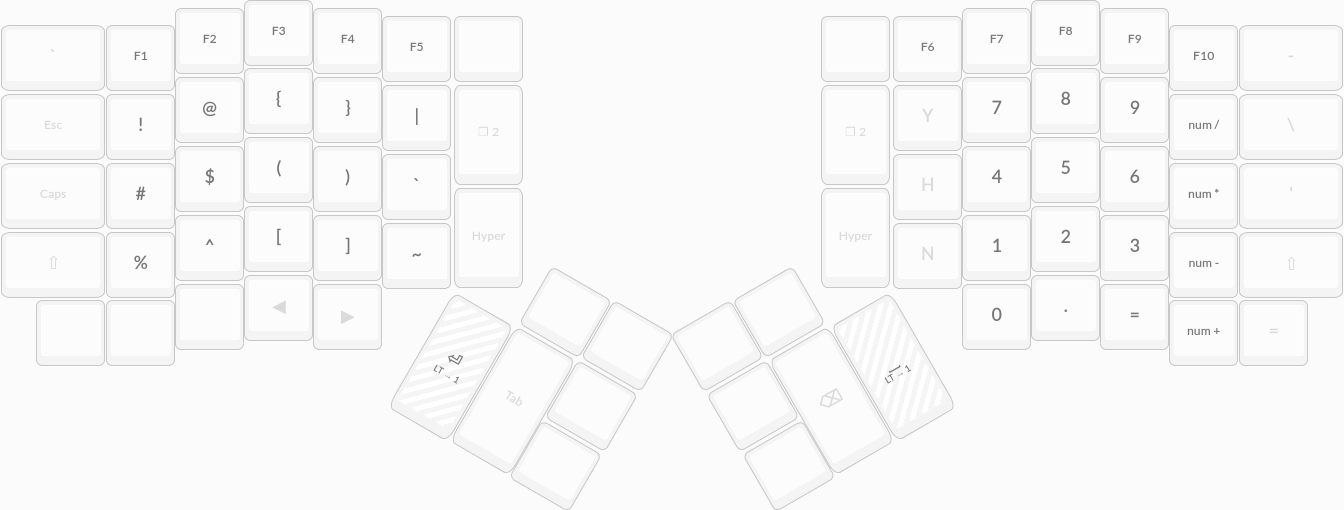 ` F1 F2 F3 F4 F5
F6 F7 F8 F9 F10 -
Esc ! @ { } | ❐ 2
❐ 2 Y 7 8 9 num / \
Caps # $ ( ) `
H 4 5 6 num * '
⇧ % ^ [ ] ~ Hyper
Hyper N 1 2 3 num - ⇧
◀ ▶
0 . = num + =
LT → 1
Tab
LT → 1